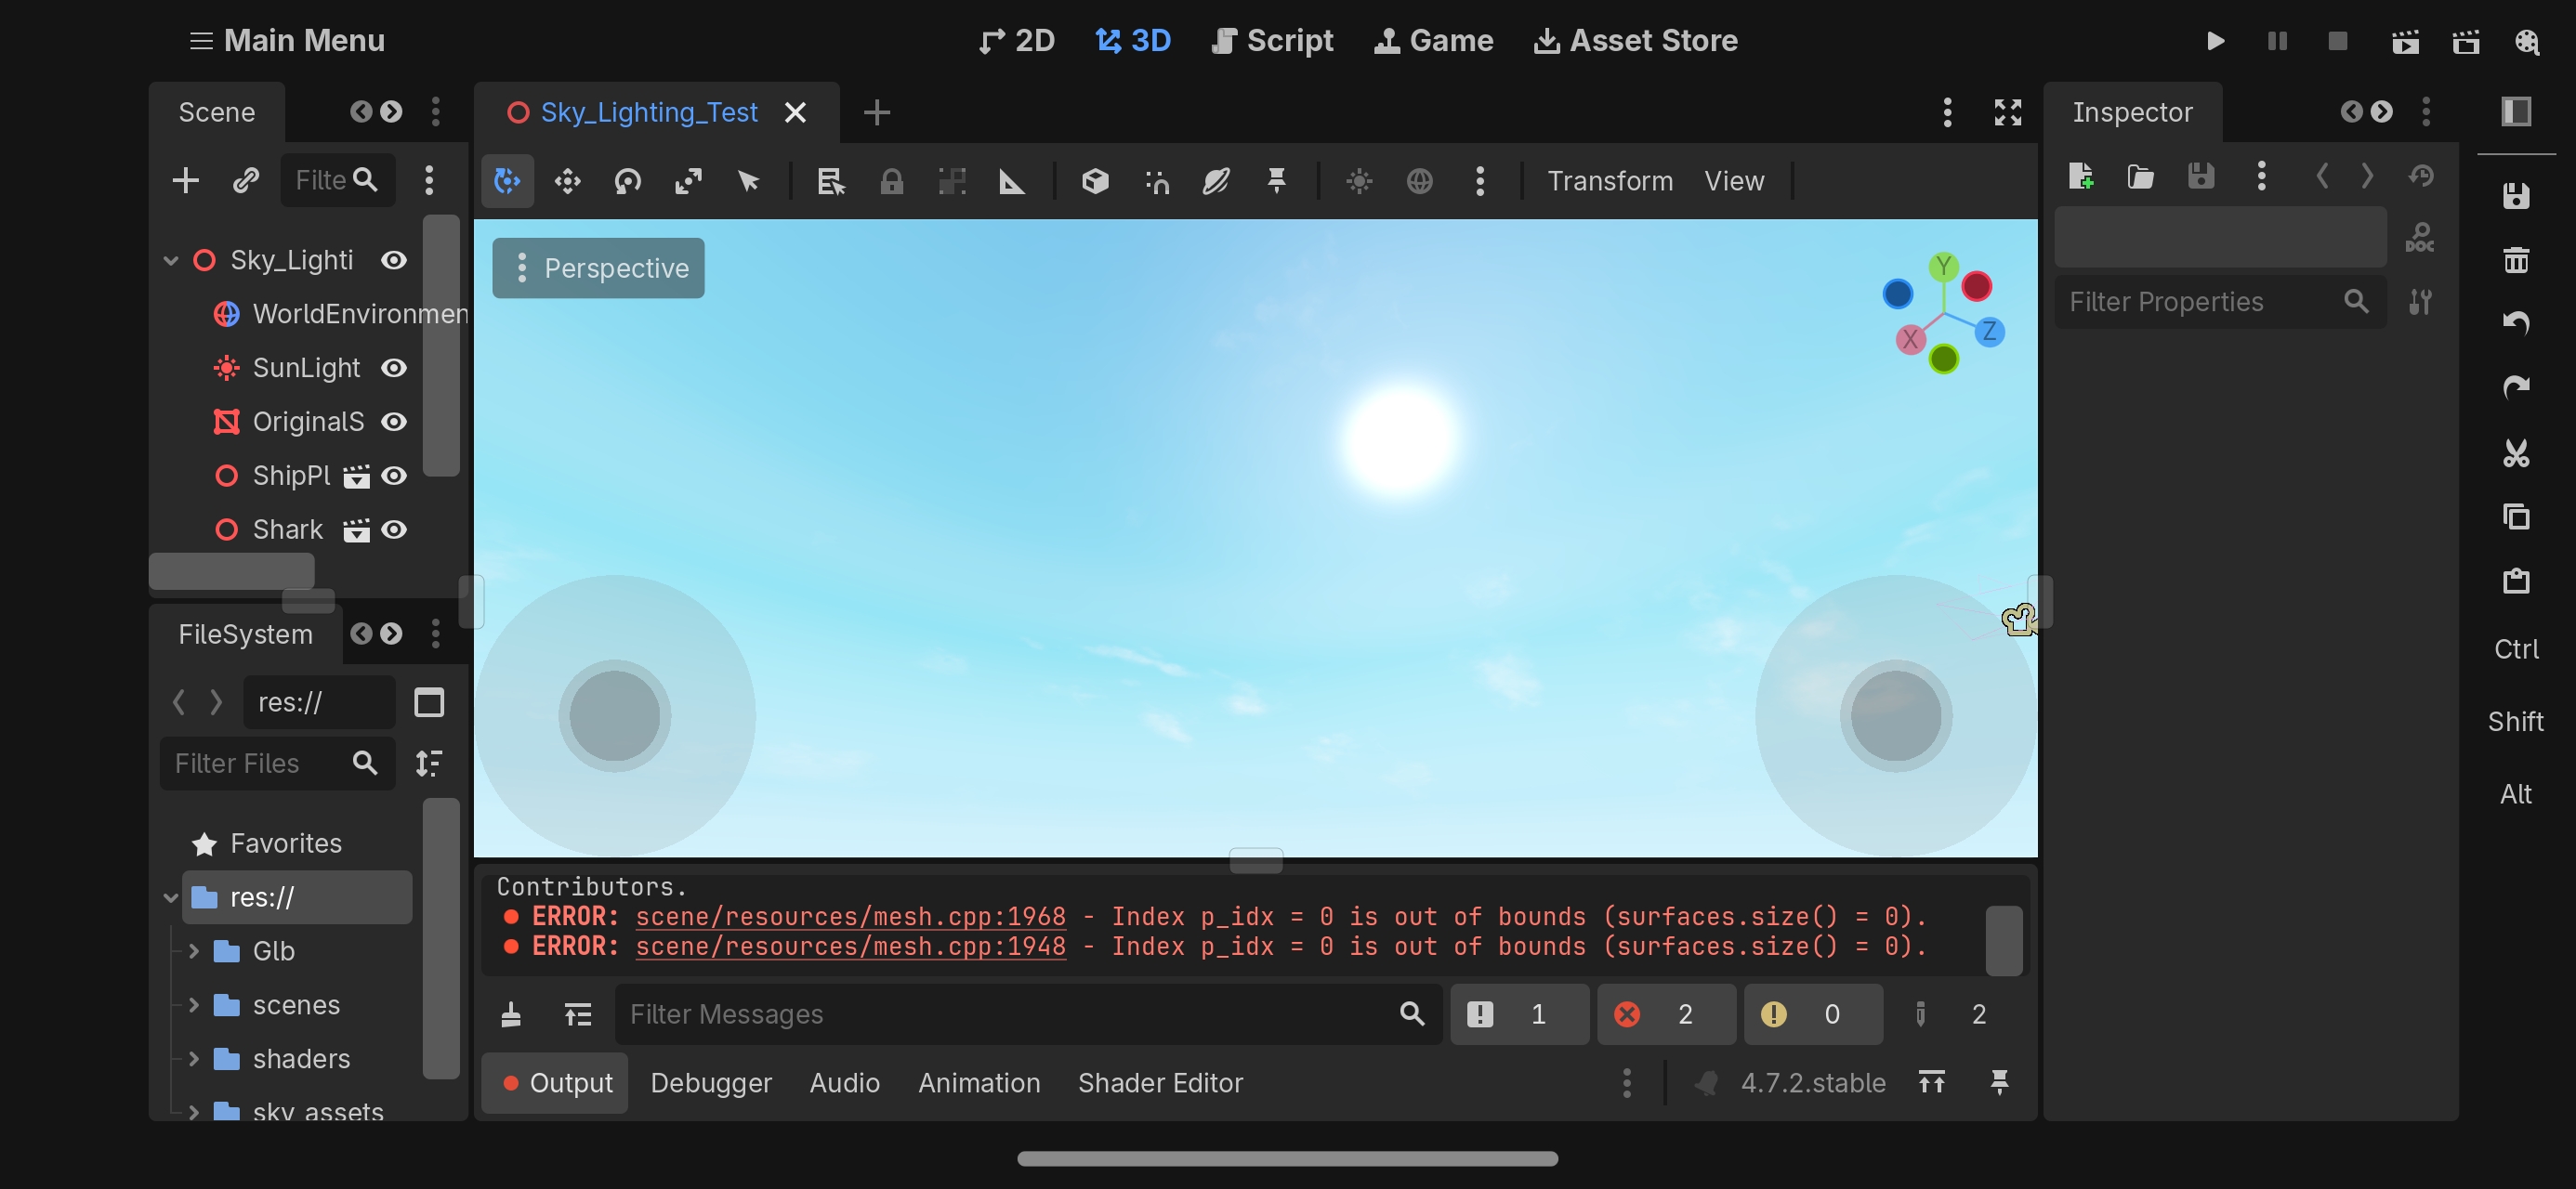 Main Menu
2D
3D
Script
Game
Asset Store
Scene
Sky_Lighting_Test
Inspector
Filte
Transform
View
DOC
Filter Properties
Perspective
Y
X
Z
Sky_Lighti
WorldEnvironmen
SunLight
OriginalS
ShipPl
Shark
FileSystem
res://
Filter Files
Favorites
res://
Glb
scenes
shaders
sky_assets
Ctrl
Shift
Alt
Contributors.
ERROR: scene/resources/mesh.cpp:1968 - Index p_idx = 0 is out of bounds (surfaces.size() = 0).
ERROR: scene/resources/mesh.cpp:1948 - Index p_idx = 0 is out of bounds (surfaces.size() = 0).
Filter Messages
1
2
0
2
Output
Debugger
Audio
Animation
Shader Editor
4.7.2.stable